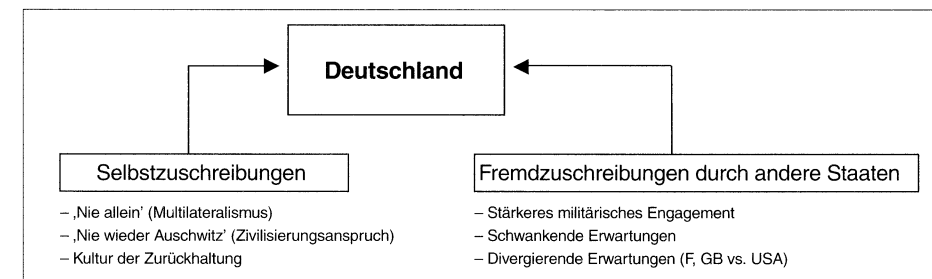 Deutschland
Selbstzuschreibungen
– ‚Nie allein’ (Multilateralismus)
– ‚Nie wieder Auschwitz’ (Zivilisierungsanspruch)
– Kultur der Zurückhaltung
Fremdzuschreibungen durch andere Staaten
– Stärkeres militärisches Engagement
– Schwankende Erwartungen
– Divergierende Erwartungen (F, GB vs. USA)